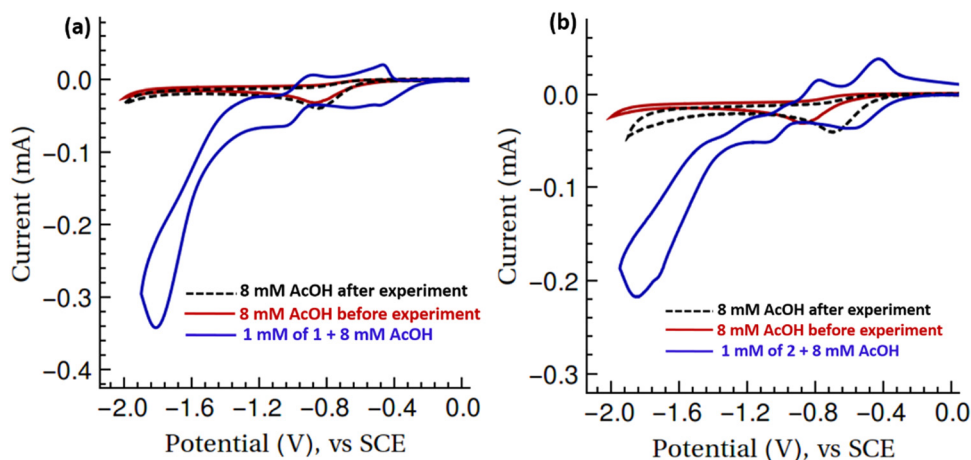 (a)
0.0
−0.1
−0.2
−0.3
−0.4
Current (mA)
8 mM AcOH after experiment
8 mM AcOH before experiment
1 mM of 1 + 8 mM AcOH
−2.0 −1.6 −1.2 −0.8 −0.4 0.0
Potential (V), vs SCE
(b)
0.0
−0.1
−0.2
−0.3
Current (mA)
8 mM AcOH after experiment
8 mM AcOH before experiment
1 mM of 2 + 8 mM AcOH
−2.0 −1.6 −1.2 −0.8 −0.4 0.0
Potential (V), vs SCE